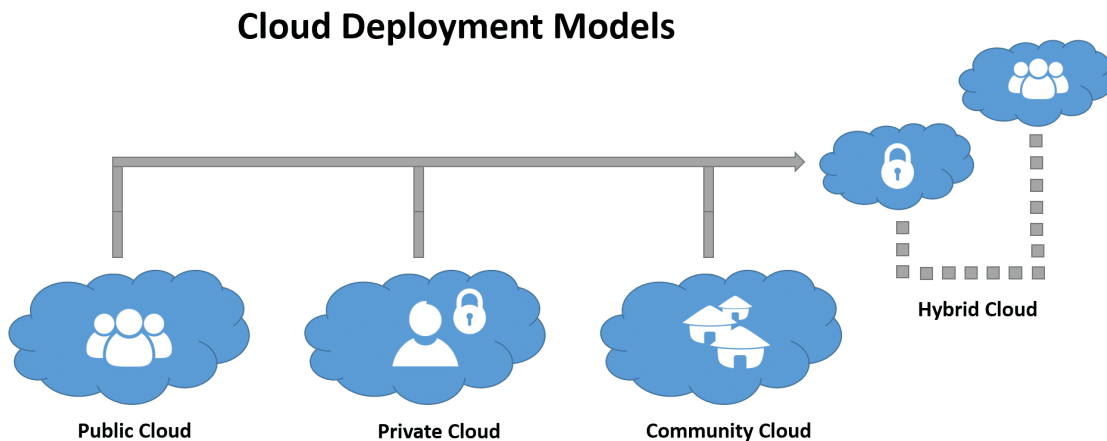 Cloud Deployment Models
Hybrid Cloud
Public Cloud
Private Cloud
Community Cloud